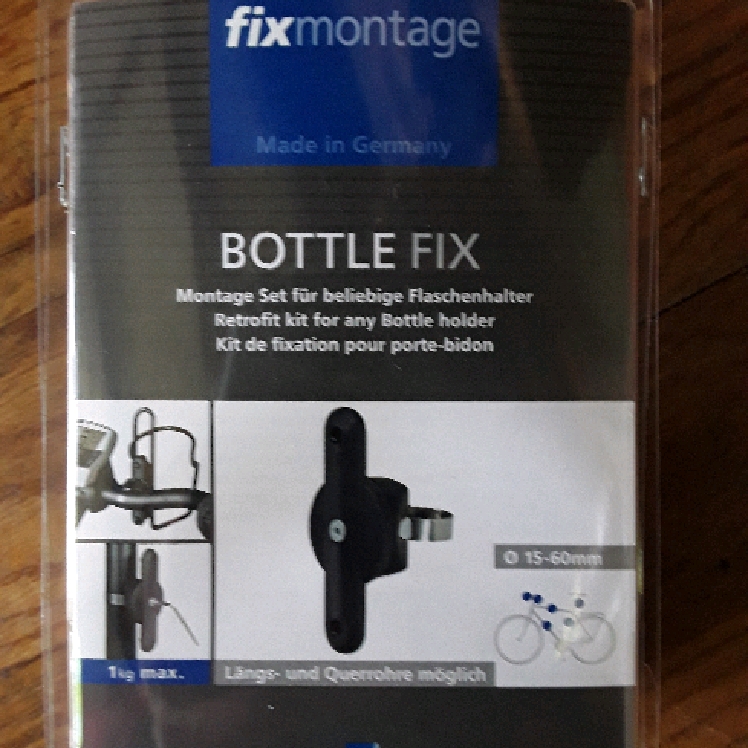 fixmontage
Made in Germany
BOTTLE FIX
Montage Set für beliebige Flaschenhalter
Retrofit kit for any Bottle holder
Kit de fixation pour porte-bidon
Ø 15-60mm
1kg max.
Längs- und Querrohre möglich